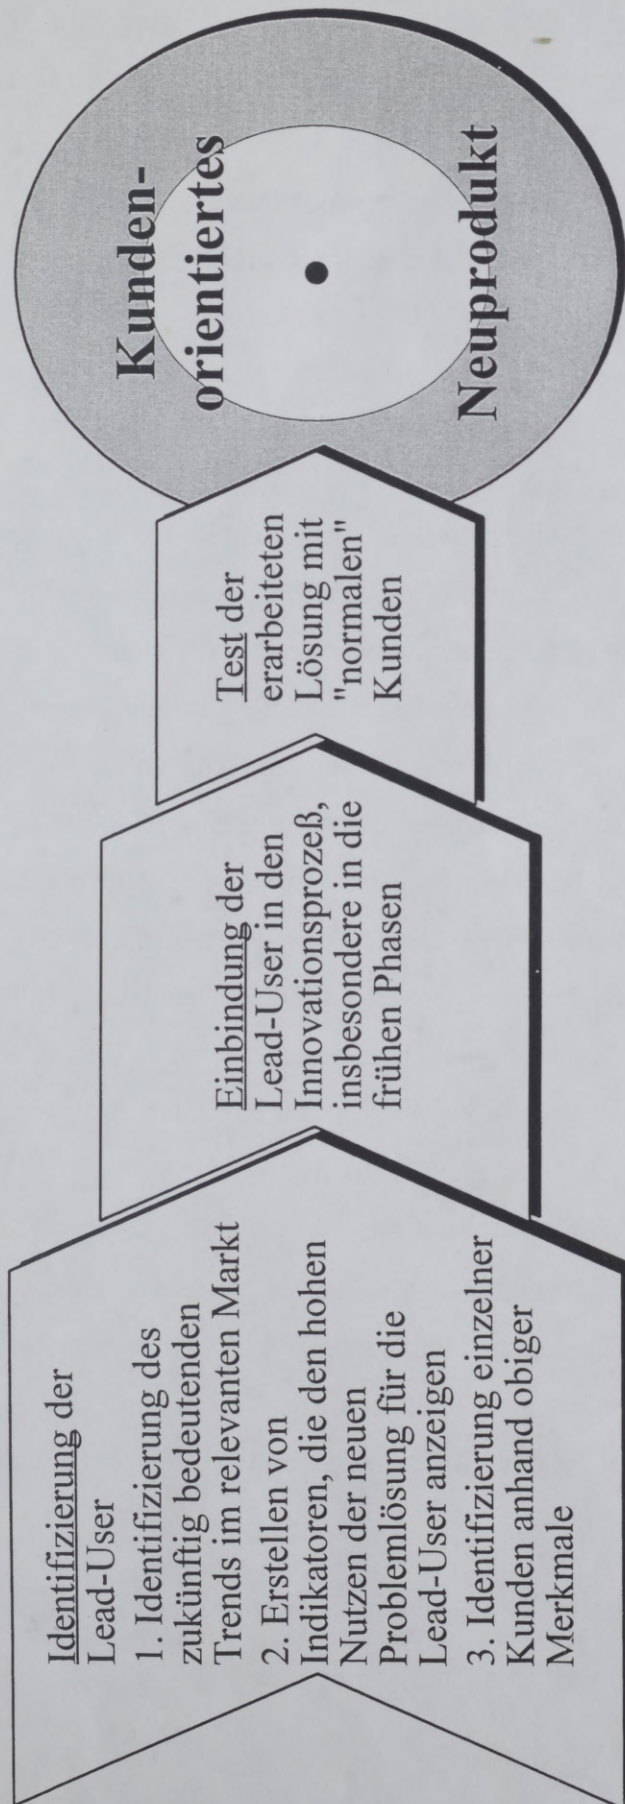 Identifizierung der
Lead-User
1. Identifizierung des
zukünftig bedeutenden
Trends im relevanten Markt
2. Erstellen von
Indikatoren, die den hohen
Nutzen der neuen
Problemlösung für die
Lead-User anzeigen
3. Identifizierung einzelner
Kunden anhand obiger
Merkmale
Einbindung der
Lead-User in den
Innovationsprozeß,
insbesondere in die
frühen Phasen
Test der
erarbeiteten
Lösung mit
"normalen"
Kunden
Kunden-
orientiertes
Neuprodukt